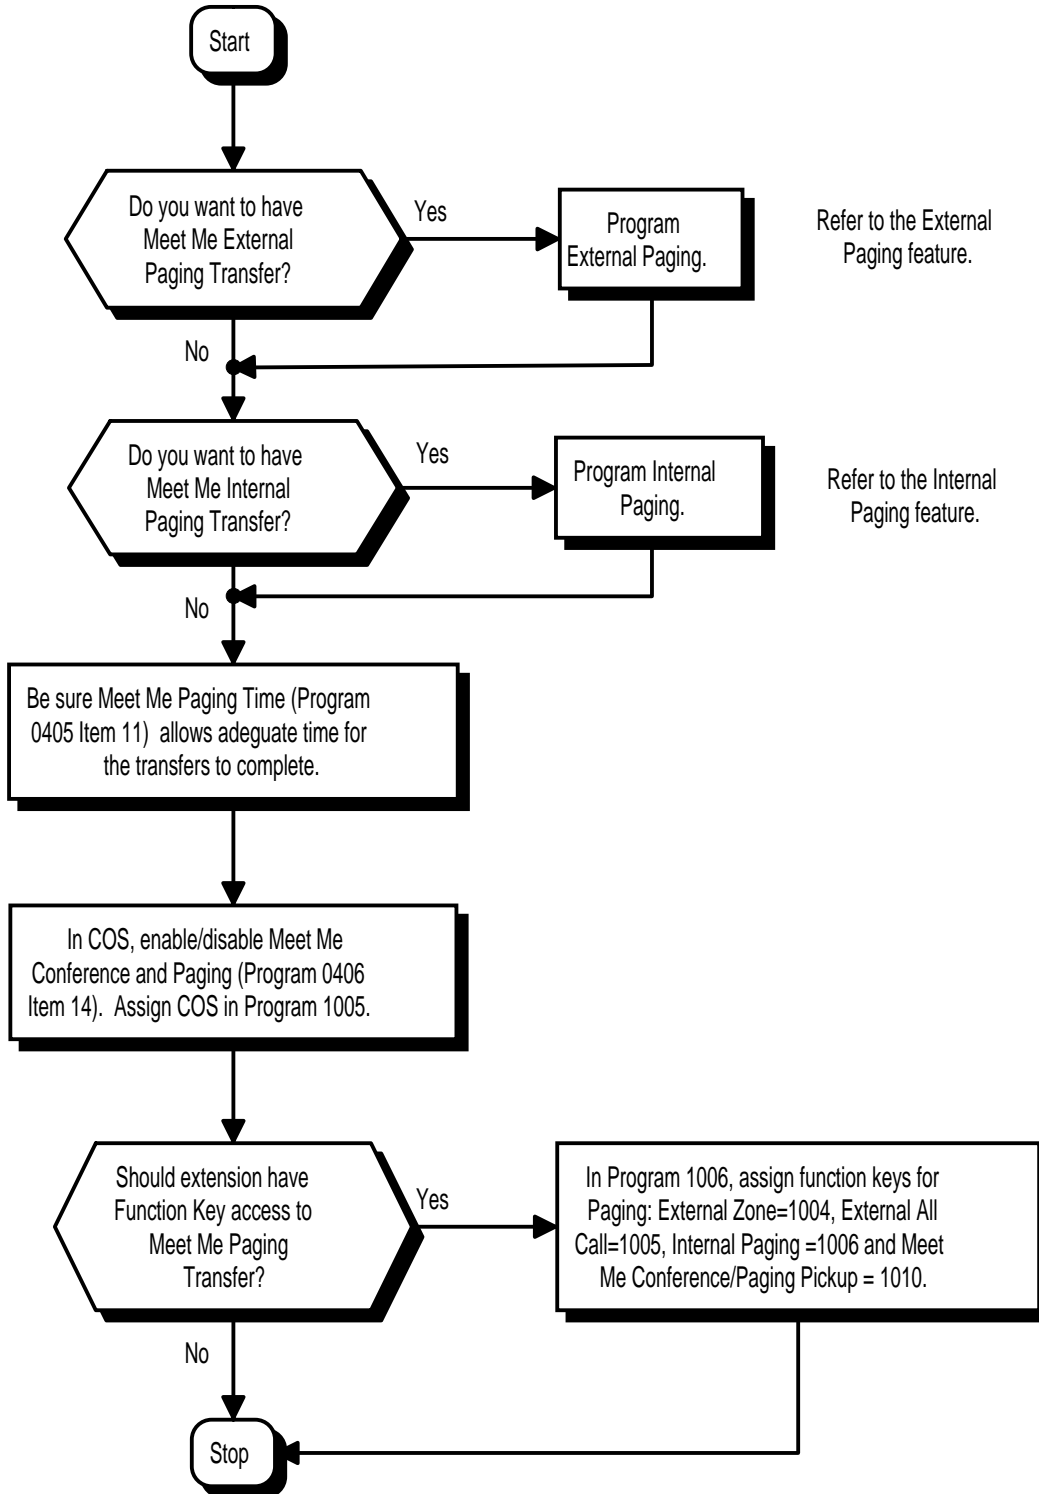 Start
Do you want to have
Meet Me External
Paging Transfer?
Yes
Program
External Paging.
Refer to the External
Paging feature.
No
Do you want to have
Meet Me Internal
Paging Transfer?
Yes
Program Internal
Paging.
Refer to the Internal
Paging feature.
No
Be sure Meet Me Paging Time (Program
0405 Item 11)  allows adeguate time for
the transfers to complete.
In COS, enable/disable Meet Me
Conference and Paging (Program 0406
Item 14).  Assign COS in Program 1005.
Should extension have
Function Key access to
Meet Me Paging
Transfer?
Yes
In Program 1006, assign function keys for
Paging: External Zone=1004, External All
Call=1005, Internal Paging =1006 and Meet
Me Conference/Paging Pickup = 1010.
No
Stop